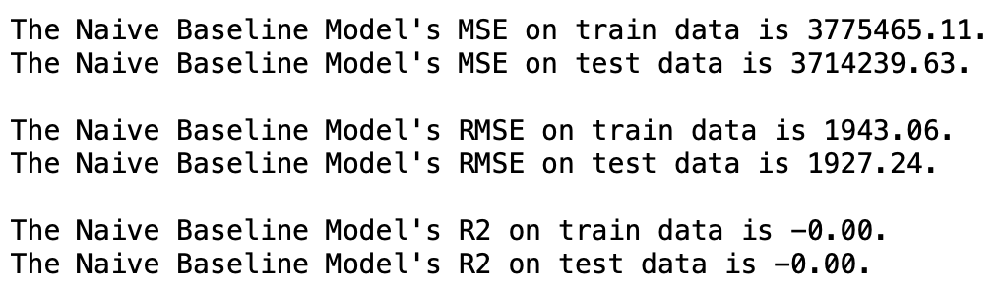 The Naive Baseline Model's MSE on train data is 3775465.11.
The Naive Baseline Model's MSE on test data is 3714239.63.
The Naive Baseline Model's RMSE on train data is 1943.06.
The Naive Baseline Model's RMSE on test data is 1927.24.
The Naive Baseline Model's R2 on train data is -0.00.
The Naive Baseline Model's R2 on test data is -0.00.